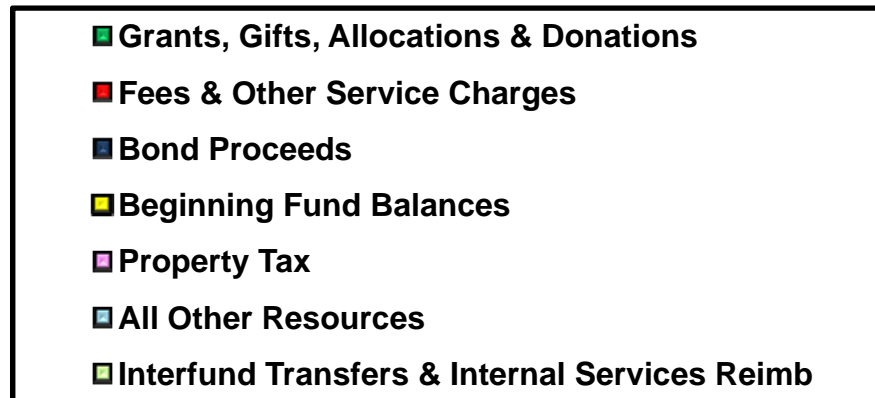 Grants, Gifts, Allocations & Donations
Fees & Other Service Charges
Bond Proceeds
Beginning Fund Balances
Property Tax
All Other Resources
Interfund Transfers & Internal Services Reimb